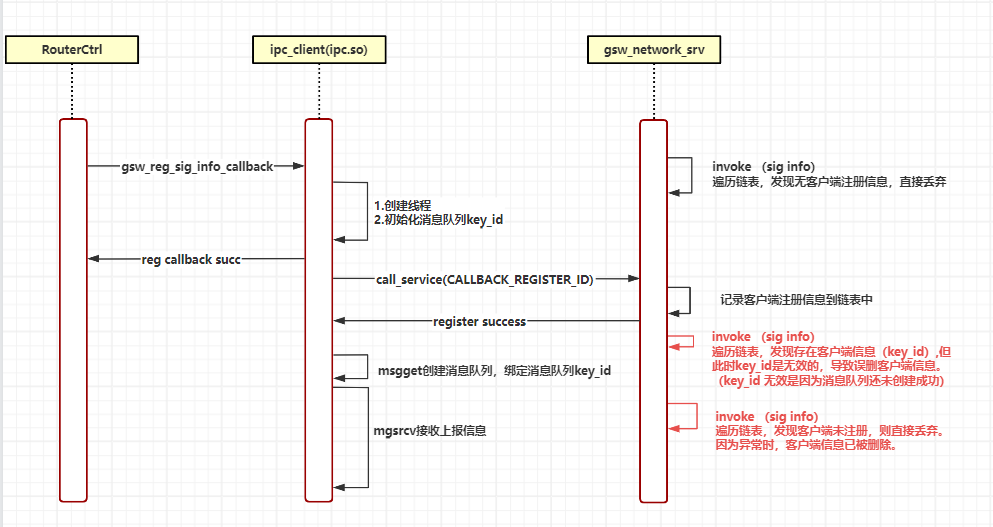 RouterCtrl
ipc_client(ipc.so)
gsw_network_srv
gsw_reg_sig_info_callback
invoke （sig info）
遍历链表，发现无客户端注册信息，直接丢弃
1.创建线程
2.初始化消息队列key_id
reg callback succ
call_service(CALLBACK_REGISTER_ID)
记录客户端注册信息到链表中
register success
invoke （sig info）
遍历链表，发现存在客户端信息（key_id）,但
此时key_id是无效的，导致误删客户端信息。
（key_id 无效是因为消息队列还未创建成功）
msgget创建消息队列，绑定消息队列key_id
mgsrcv接收上报信息
invoke （sig info）
遍历链表，发现客户端未注册，则直接丢弃。
因为异常时，客户端信息已被删除。